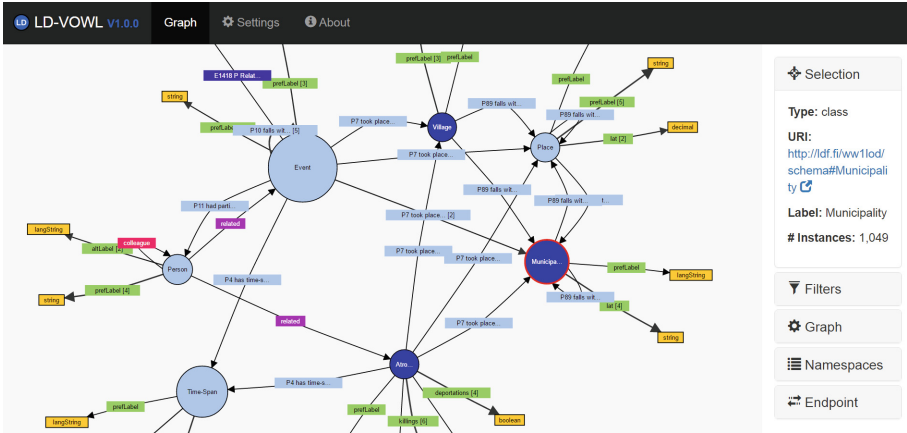 LD LD-VOWL V1.0.0 Graph Settings About
prefLabel [3] prefLabel
string
E1418 P Relat...
prefLabel [3]
prefLabel
Selection
string
prefLabel [5]
P89 falls wit...
P89 falls wit...
Type: class
prefLabe
P10 falls wit... [5]
P7 took place...
Village
decimal
URI:
lat [2]
http://ldf.fi/ww1lod/
schema#Municipali
ty
Event
P7 took place...
Place
P89 falls wit...
P89 falls wit... t...
Label: Municipality
P11 had parti...
related
P7 took place... [2]
# Instances: 1,049
langString
colleague
altLabel [2]
P7 took place...
P7 took place...
Municipa...
prefLabel
langString
Person
P4 has time-s...
Filters
string
prefLabel [4]
P89 falls wit...
lat [4]
related
P7 took place...
Graph
string
Atro...
Namespaces
Time-Span
P4 has time-s...
deportations [4]
Endpoint
prefLabel
prefLabel
killings [6]
boolean
langString